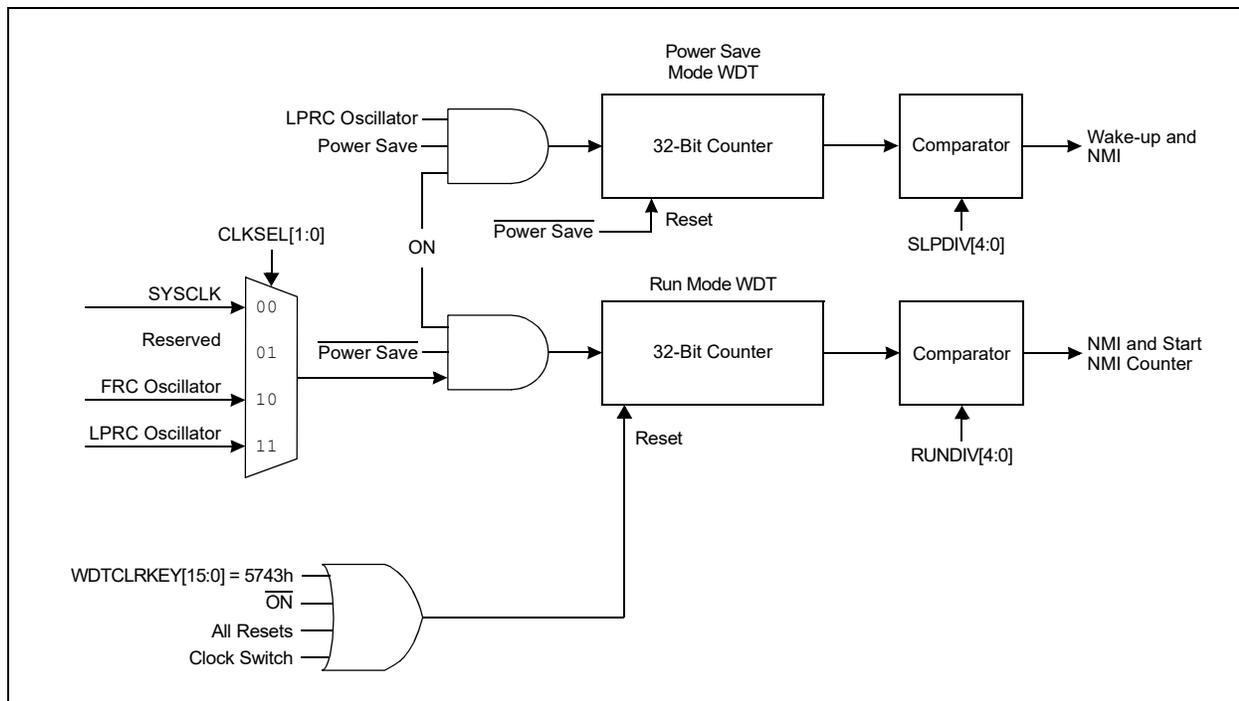 Power Save
Mode WDT
LPRC Oscillator
Power Save
32-Bit Counter
Comparator
Wake-up and
NMI
Power Save
Reset
SLPDIV[4:0]
ON
CLKSEL[1:0]
SYSCLK
00
Reserved
01
FRC Oscillator
10
LPRC Oscillator
11
Power Save
Run Mode WDT
32-Bit Counter
Comparator
NMI and Start
NMI Counter
Reset
RUNDIV[4:0]
WDTCLRKEY[15:0] = 5743h
ON
All Resets
Clock Switch